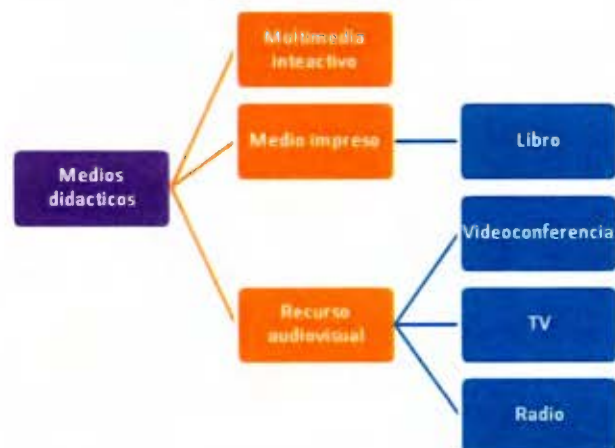 Multimedia
inteactivo
Medio impreso
Libro
Medios
didacticos
Videoconferencia
Recurso
audiovisual
TV
Radio